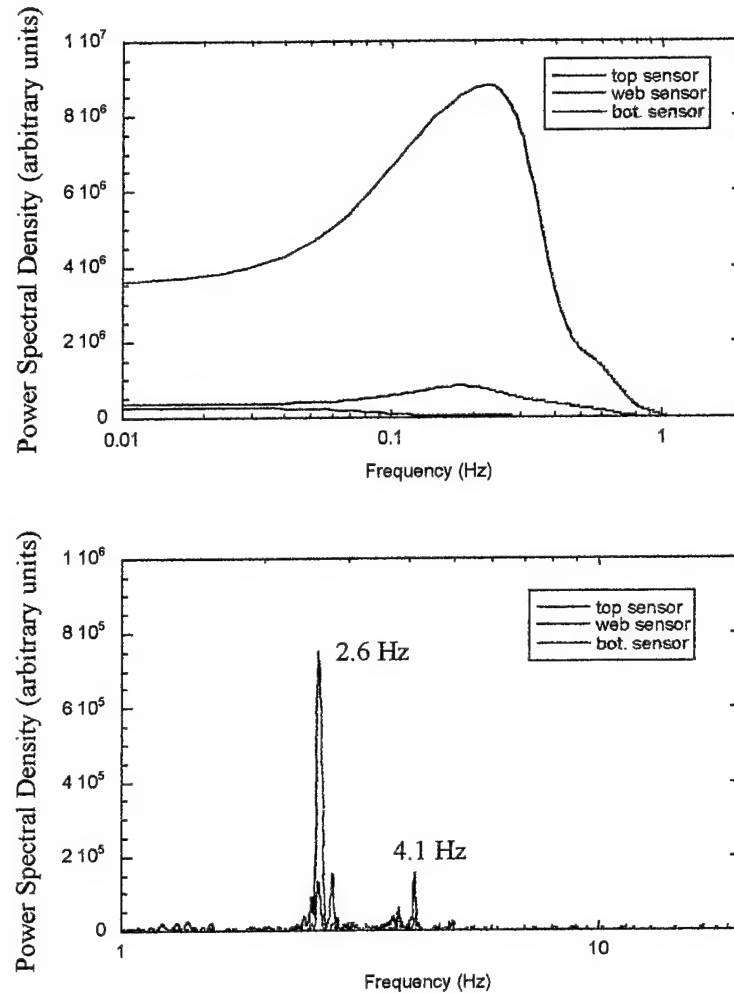 Power Spectral Density (arbitrary units)
1 10⁷
8 10⁶
6 10⁶
4 10⁶
2 10⁶
0
0.01
0.1
1
Frequency (Hz)
top sensor
web sensor
bot. sensor
Power Spectral Density (arbitrary units)
1 10⁶
8 10⁵
6 10⁵
4 10⁵
2 10⁵
0
1
10
Frequency (Hz)
top sensor
web sensor
bot. sensor
2.6 Hz
4.1 Hz